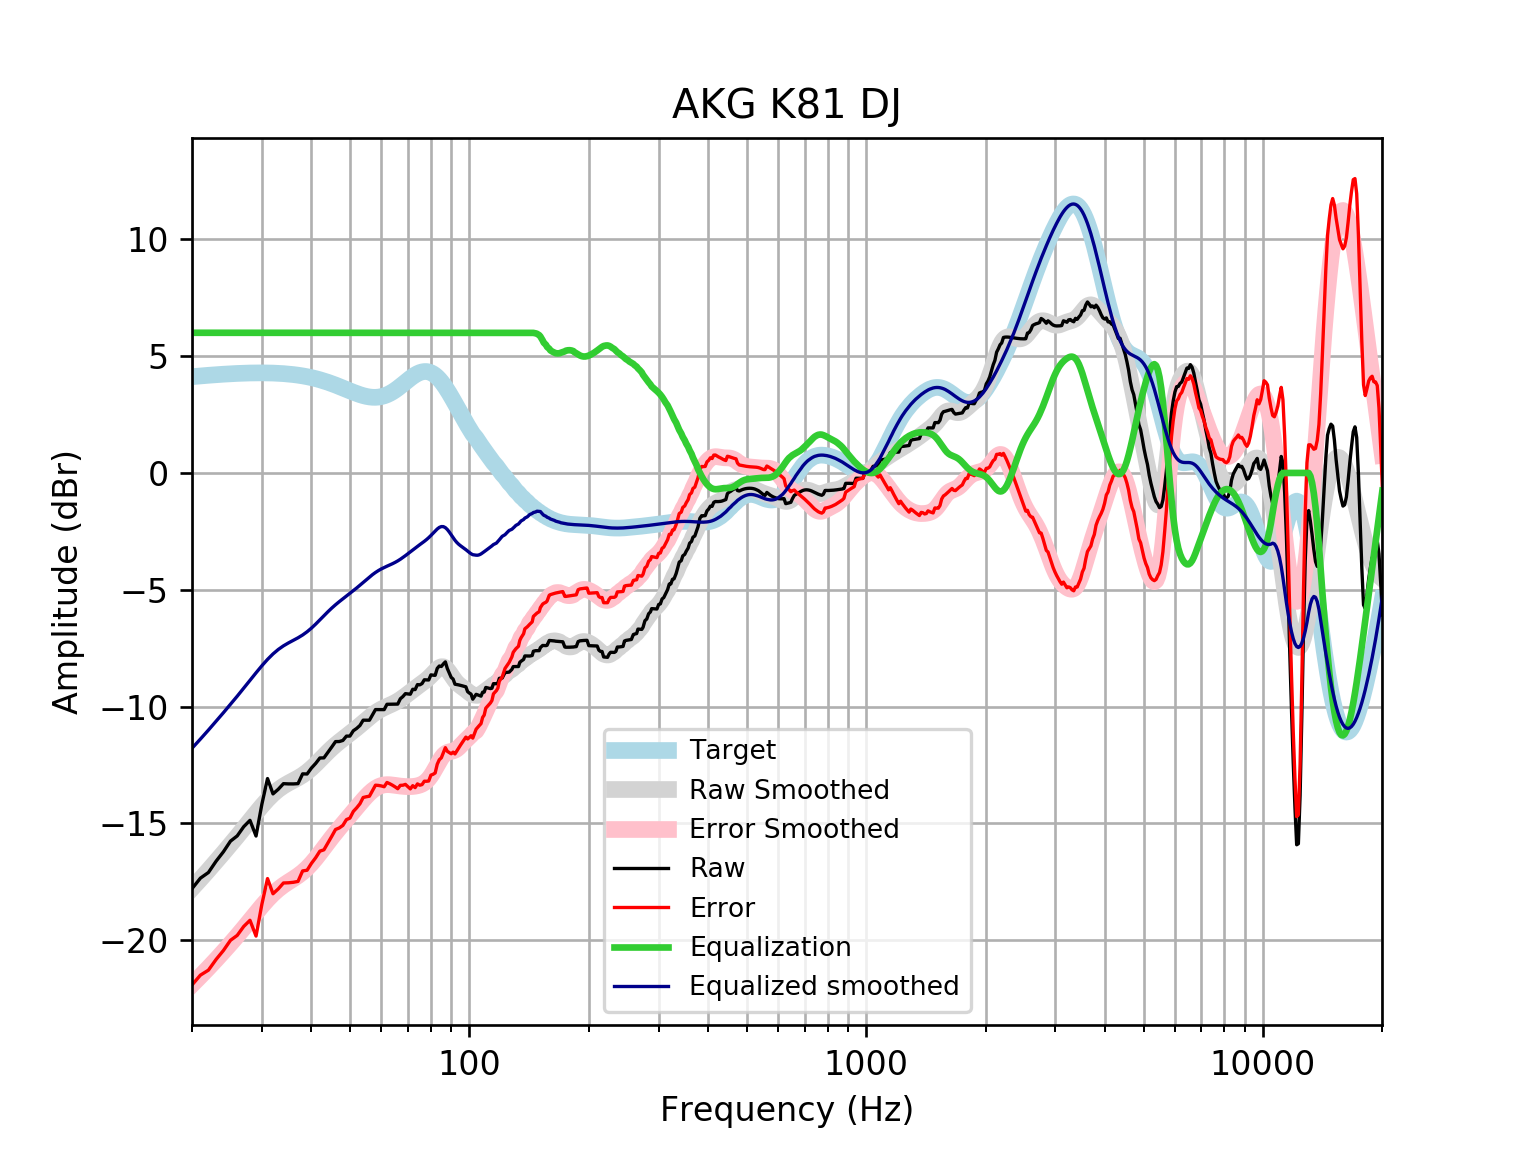 AKG K81 DJ
Amplitude (dBr)
10
5
0
−5
−10
−15
−20
Target
Raw Smoothed
Error Smoothed
Raw
Error
Equalization
Equalized smoothed
100
1000
10000
Frequency (Hz)